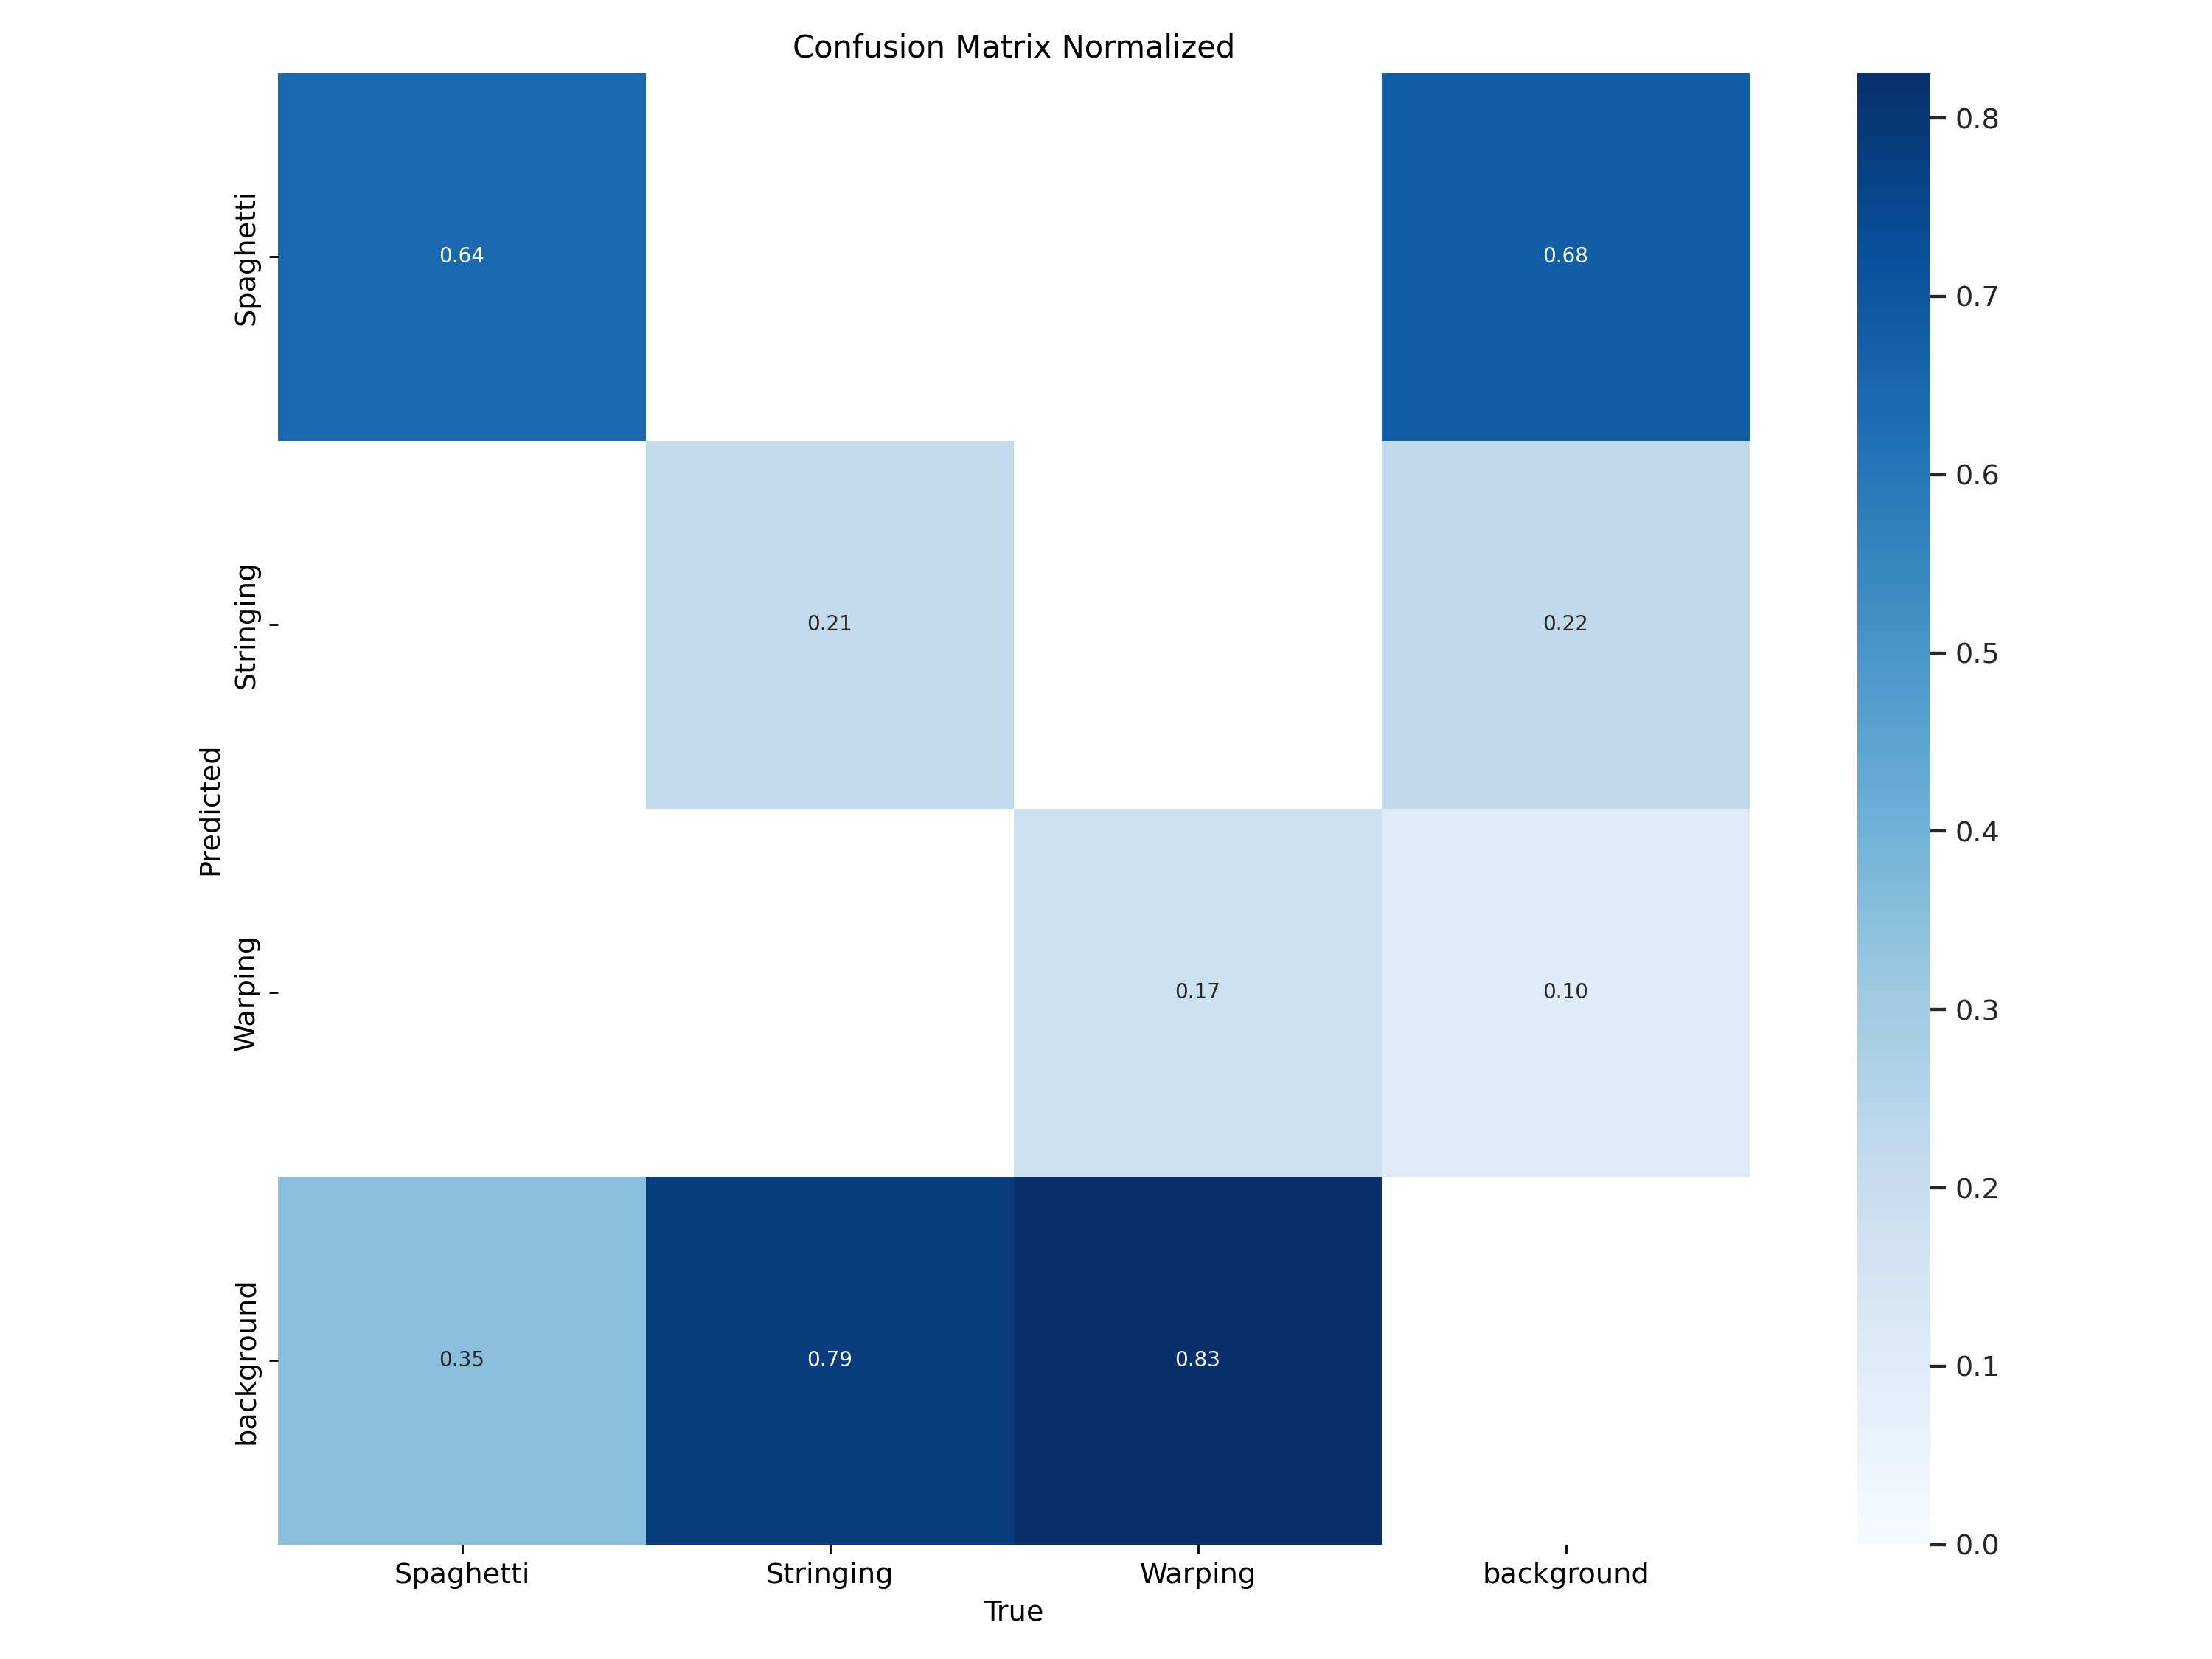 Confusion Matrix Normalized
Spaghetti
0.64
0.68
0.8
0.7
Stringing
0.21
0.22
0.6
0.5
Predicted
Warping
0.17
0.10
0.4
0.3
background
0.35
0.79
0.83
0.2
0.1
0.0
Spaghetti
Stringing
Warping
background
True